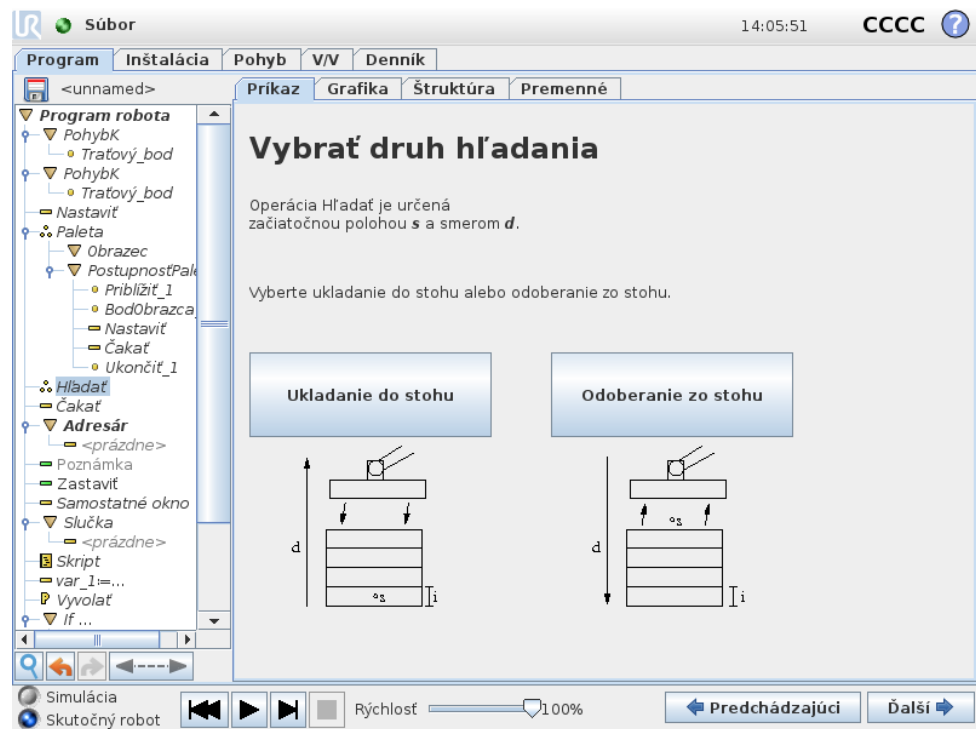 UR Súbor 14:05:51 CCCC ?
Program Inštalácia Pohyb V/V Denník
<unnamed> Príkaz Grafika Štruktúra Premenné
Program robota
PohybK
Traťový_bod
PohybK
Traťový_bod
Nastaviť
Paleta
Obrazec
PostupnosťPale
Priblížiť_1
BodObrazca_
Nastaviť
Čakať
Ukončiť_1
Hľadať
Čakať
Adresár
<prázdne>
Poznámka
Zastaviť
Samostatné okno
Slučka
<prázdne>
Skript
var_1:=...
Vyvolať
If ...
Vybrať druh hľadania
Operácia Hľadať je určená
začiatočnou polohou s a smerom d.
Vyberte ukladanie do stohu alebo odoberanie zo stohu.
Ukladanie do stohu Odoberanie zo stohu
s
d d
s i i
Simulácia
Skutočný robot
Rýchlosť 100%
Predchádzajúci Ďalší